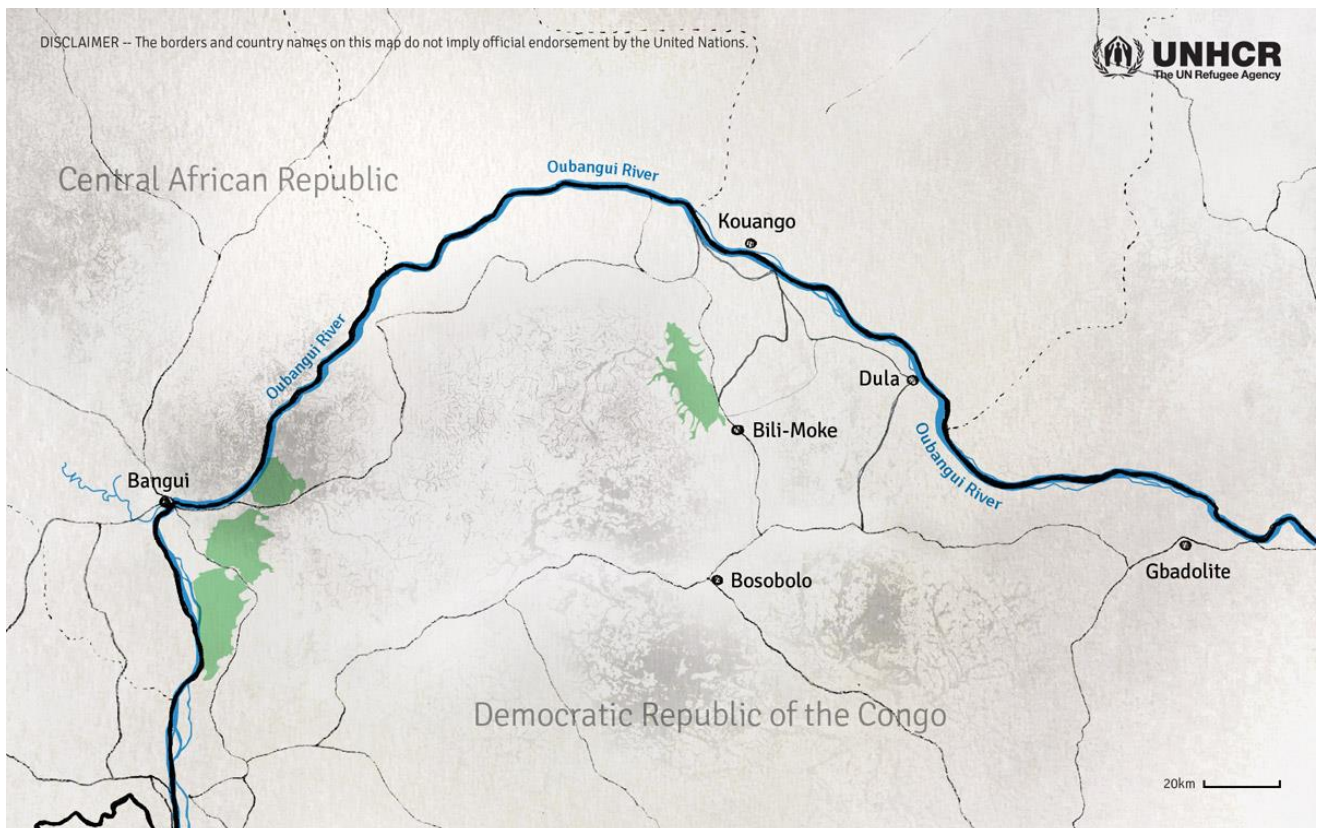 DISCLAIMER -- The borders and country names on this map do not imply official endorsement by the United Nations.
UNHCR
The UN Refugee Agency
Central African Republic
Oubangui River
Kouango
Oubangui River
Dula
Bili-Moke
Oubangui River
Bangui
Gbadolite
Bosobolo
Democratic Republic of the Congo
20km